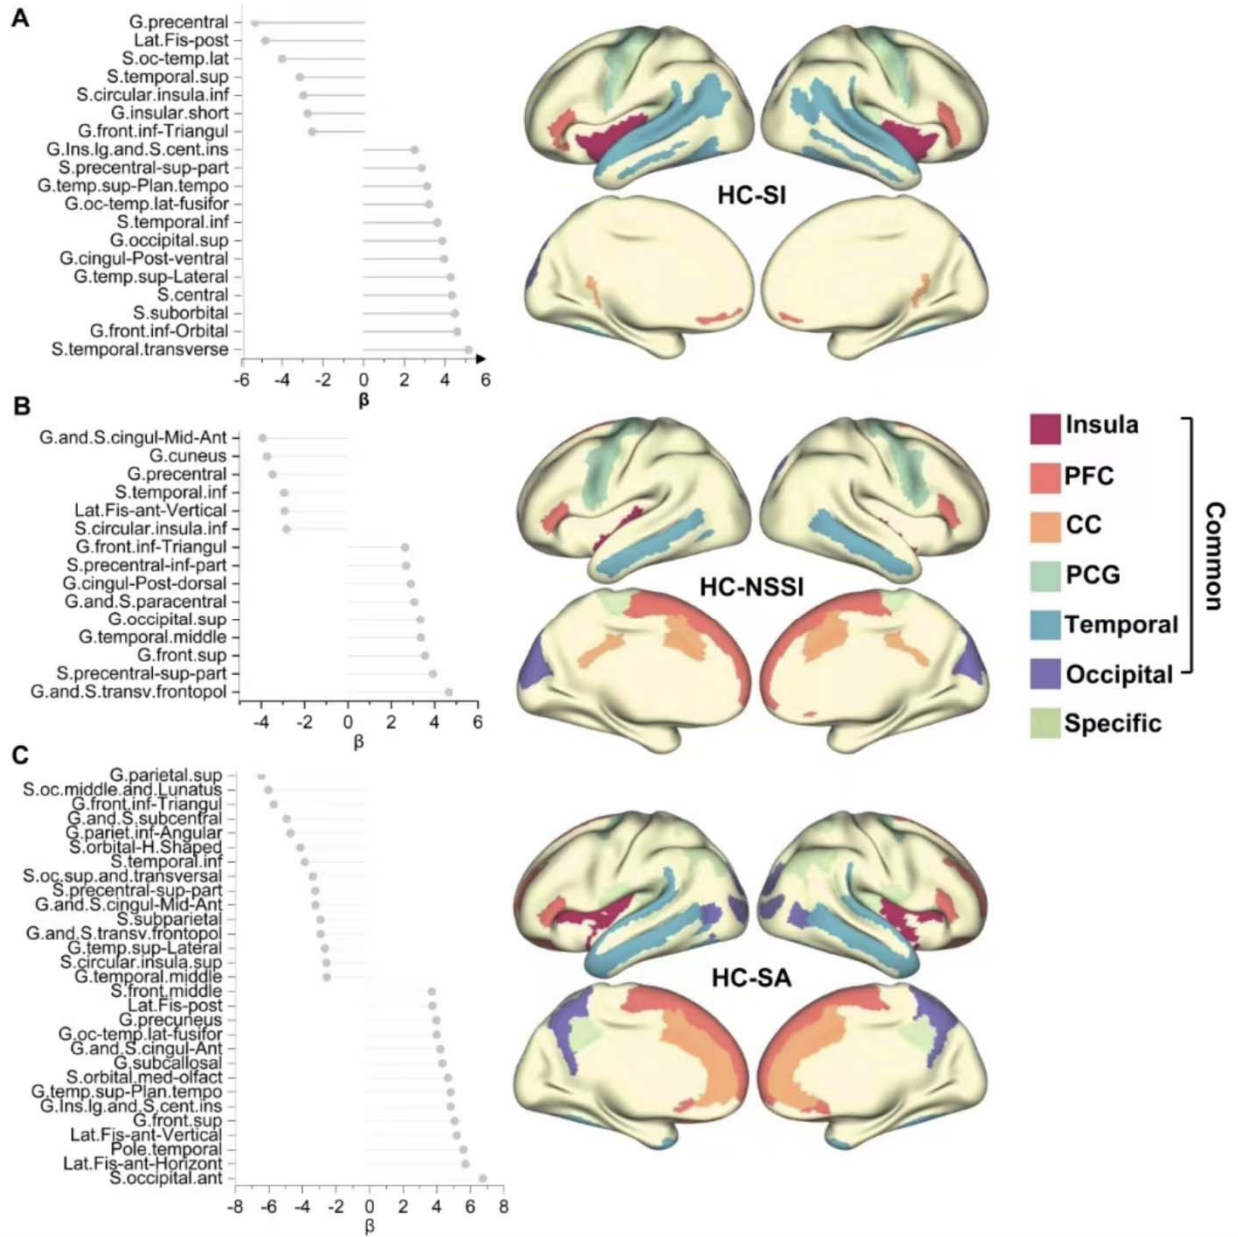 A
G.precentral
Lat.Fis-post
S.oc-temp.lat
S.temporal.sup
S.circular.insula.inf
G.insular.short
G.front.inf-Triangul
G.Ins.lg.and.S.cent.ins
S.precentral-sup-part
G.temp.sup-Plan.tempo
G.oc-temp.lat-fusifor
S.temporal.inf
G.occipital.sup
G.cingul-Post-ventral
G.temp.sup-Lateral
S.central
S.suborbital
G.front.inf-Orbital
S.temporal.transverse
-6 -4 -2 0 2 4 6
β
HC-SI
B
G.and.S.cingul-Mid-Ant
G.cuneus
G.precentral
S.temporal.inf
Lat.Fis-ant-Vertical
S.circular.insula.inf
G.front.inf-Triangul
S.precentral-inf-part
G.cingul-Post-dorsal
G.and.S.paracentral
G.occipital.sup
G.temporal.middle
G.front.sup
S.precentral-sup-part
G.and.S.transv.frontopol
-4 -2 0 2 4 6
β
HC-NSSI
Insula
PFC
CC
PCG
Temporal
Occipital
Specific
Common
C
G.parietal.sup
S.oc.middle.and.Lunatus
G.front.inf-Triangul
G.and.S.subcentral
G.pariet.inf-Angular
S.orbital-H.Shaped
S.temporal.inf
S.oc.sup.and.transversal
S.precentral-sup-part
G.and.S.cingul-Mid-Ant
S.subparietal
G.and.S.transv.frontopol
G.temp.sup-Lateral
S.circular.insula.sup
G.temporal.middle
S.front.middle
Lat.Fis-post
G.precuneus
G.oc-temp.lat-fusifor
G.and.S.cingul-Ant
G.subcallosal
S.orbital.med-olfact
G.temp.sup-Plan.tempo
G.Ins.lg.and.S.cent.ins
G.front.sup
Lat.Fis-ant-Vertical
Pole.temporal
Lat.Fis-ant-Horizont
S.occipital.ant
-8 -6 -4 -2 0 2 4 6 8
β
HC-SA